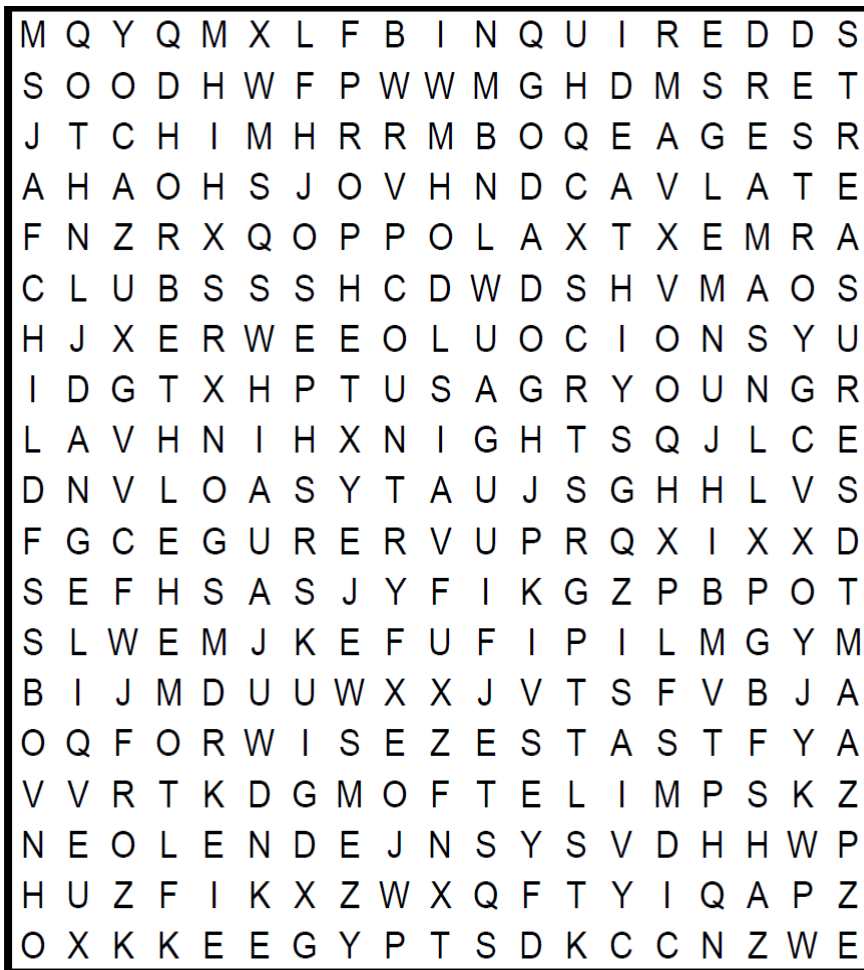 M Q Y Q M X L F B I N Q U I R E D D S
S O O D H W F P W W M G H D M S R E T
J T C H I M H R R M B O Q E A G E S R
A H A O H S J O V H N D C A V L A T E
F N Z R X Q O P P O L A X T X E M R A
C L U B S S S H C D W D S H V M A O S
H J X E R W E E O L U O C I O N S Y U
I D G T X H P T U S A G R Y O U N G R
L A V H N I H X N I G H T S Q J L C E
D N V L O A S Y T A U J S G H H L V S
F G C E G U R E R V U P R Q X I X X D
S E F H S A S J Y F I K G Z P B P O T
S L W E M J K E F U F I P I L M G Y M
B I J M D U U W X X J V T S F V B J A
O Q F O R W I S E Z E S T A S T F Y A
V V R T K D G M O F T E L I M P S K Z
N E O L E N D E J N S Y S V D H H W P
H U Z F I K X Z W X Q F T Y I Q A P Z
O X K K E E G Y P T S D K C C N Z W E